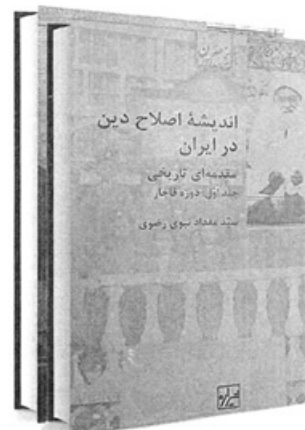 اندیشهٔ اصلاح دین
در ایران
مقدمه‌ای تاریخی
جلد اول: دوره قاجار
سید مقداد نبوی رضوی